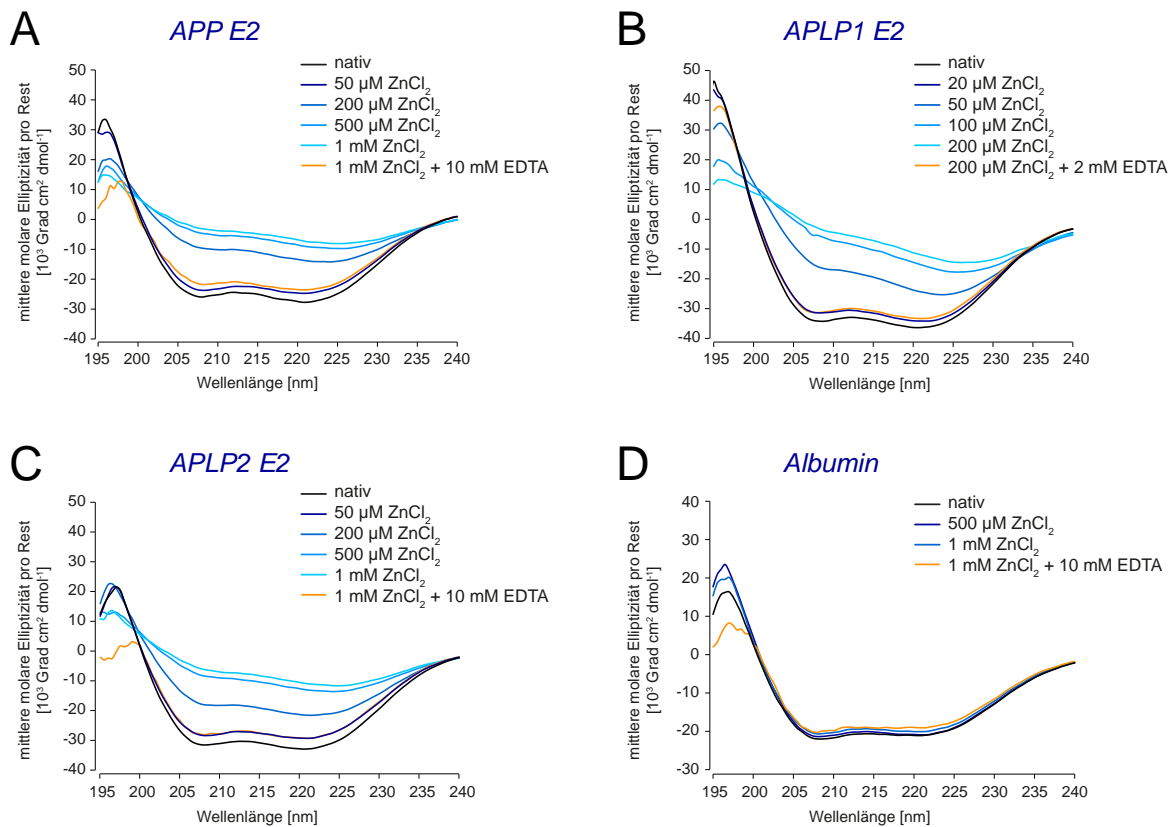 A
APP E2
nativ
50 µM ZnCl₂
200 µM ZnCl₂
500 µM ZnCl₂
1 mM ZnCl₂
1 mM ZnCl₂ + 10 mM EDTA
mittlere molare Elliptizität pro Rest
[10³ Grad cm² dmol⁻¹]
50
40
30
20
10
0
-10
-20
-30
-40
195 200 205 210 215 220 225 230 235 240
Wellenlänge [nm]
B
APLP1 E2
nativ
20 µM ZnCl₂
50 µM ZnCl₂
100 µM ZnCl₂
200 µM ZnCl₂
200 µM ZnCl₂ + 2 mM EDTA
mittlere molare Elliptizität pro Rest
[10³ Grad cm² dmol⁻¹]
50
40
30
20
10
0
-10
-20
-30
-40
195 200 205 210 215 220 225 230 235 240
Wellenlänge [nm]
C
APLP2 E2
nativ
50 µM ZnCl₂
200 µM ZnCl₂
500 µM ZnCl₂
1 mM ZnCl₂
1 mM ZnCl₂ + 10 mM EDTA
mittlere molare Elliptizität pro Rest
[10³ Grad cm² dmol⁻¹]
50
40
30
20
10
0
-10
-20
-30
-40
195 200 205 210 215 220 225 230 235 240
Wellenlänge [nm]
D
Albumin
nativ
500 µM ZnCl₂
1 mM ZnCl₂
1 mM ZnCl₂ + 10 mM EDTA
mittlere molare Elliptizität pro Rest
[10³ Grad cm² dmol⁻¹]
40
30
20
10
0
-10
-20
-30
195 200 205 210 215 220 225 230 235 240
Wellenlänge [nm]